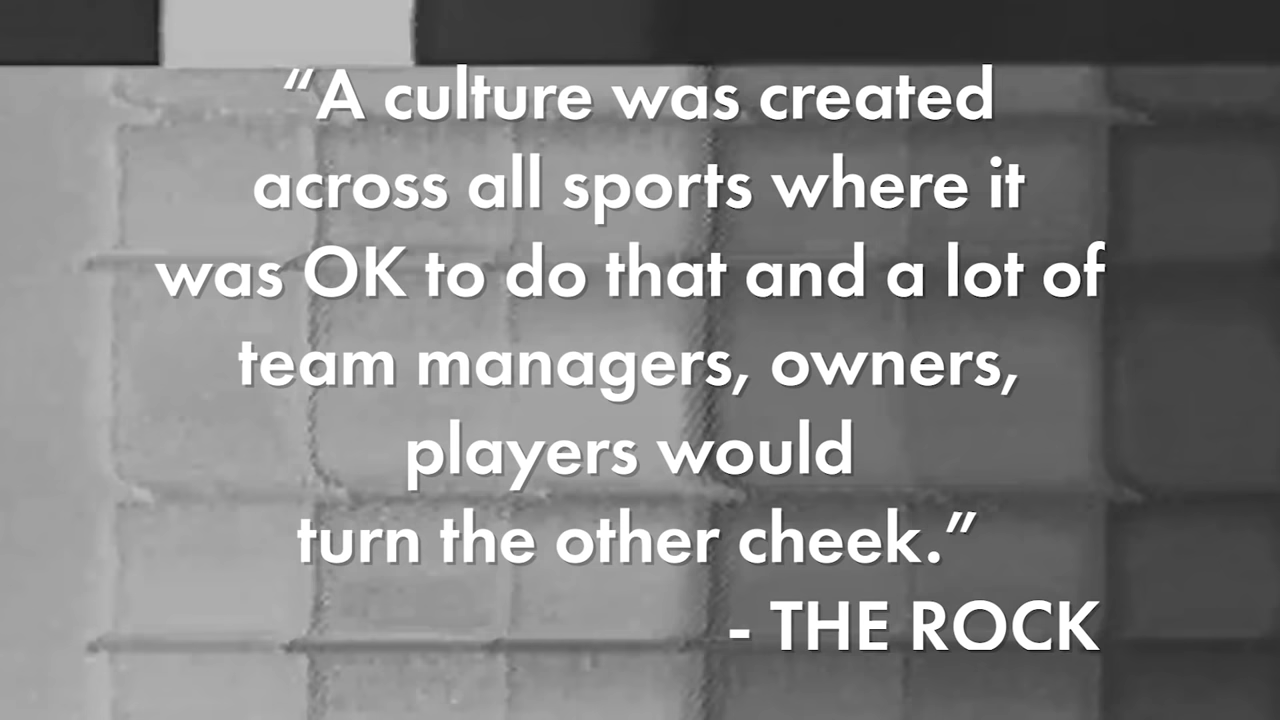 “A culture was created
across all sports where it
was OK to do that and a lot of
team managers, owners,
players would
turn the other cheek.”
- THE ROCK